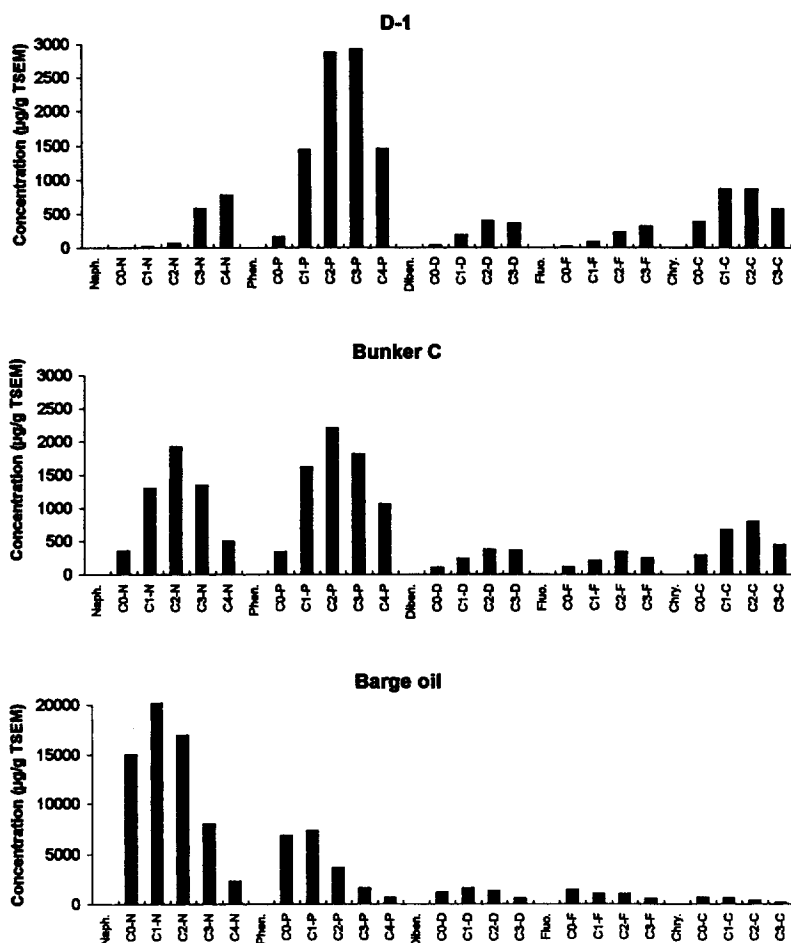 D-1
Concentration (µg/g TSEM)
3000
2500
2000
1500
1000
500
0
Naph. C0-N C1-N C2-N C3-N C4-N Phen. C0-P C1-P C2-P C3-P C4-P Diben. C0-D C1-D C2-D C3-D Fluo. C0-F C1-F C2-F C3-F Chry. C0-C C1-C C2-C C3-C
Bunker C
Concentration (µg/g TSEM)
3000
2500
2000
1500
1000
500
0
Naph. C0-N C1-N C2-N C3-N C4-N Phen. C0-P C1-P C2-P C3-P C4-P Diben. C0-D C1-D C2-D C3-D Fluo. C0-F C1-F C2-F C3-F Chry. C0-C C1-C C2-C C3-C
Barge oil
Concentration (µg/g TSEM)
20000
15000
10000
5000
0
Naph. C0-N C1-N C2-N C3-N C4-N Phen. C0-P C1-P C2-P C3-P C4-P Diben. C0-D C1-D C2-D C3-D Fluo. C0-F C1-F C2-F C3-F Chry. C0-C C1-C C2-C C3-C